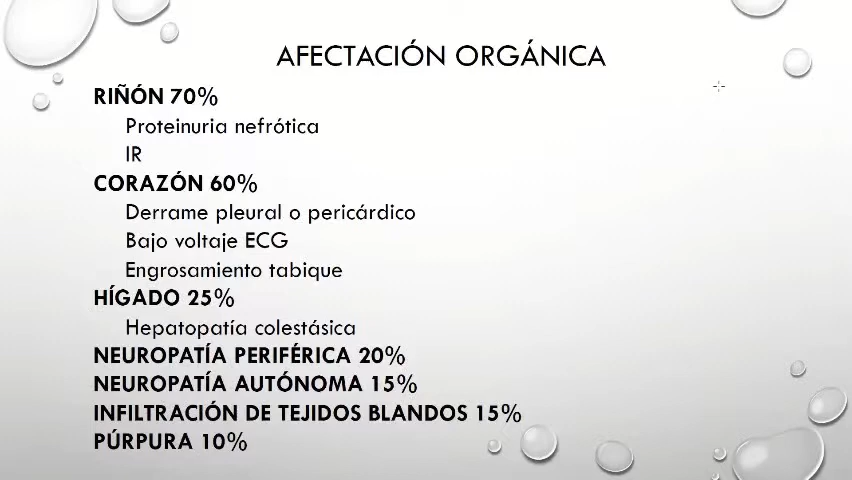 AFECTACIÓN ORGÁNICA
RIÑÓN 70%
Proteinuria nefrótica
IR
CORAZÓN 60%
Derrame pleural o pericárdico
Bajo voltaje ECG
Engrosamiento tabique
HÍGADO 25%
Hepatopatía colestásica
NEUROPATÍA PERIFÉRICA 20%
NEUROPATÍA AUTÓNOMA 15%
INFILTRACIÓN DE TEJIDOS BLANDOS 15%
PÚRPURA 10%